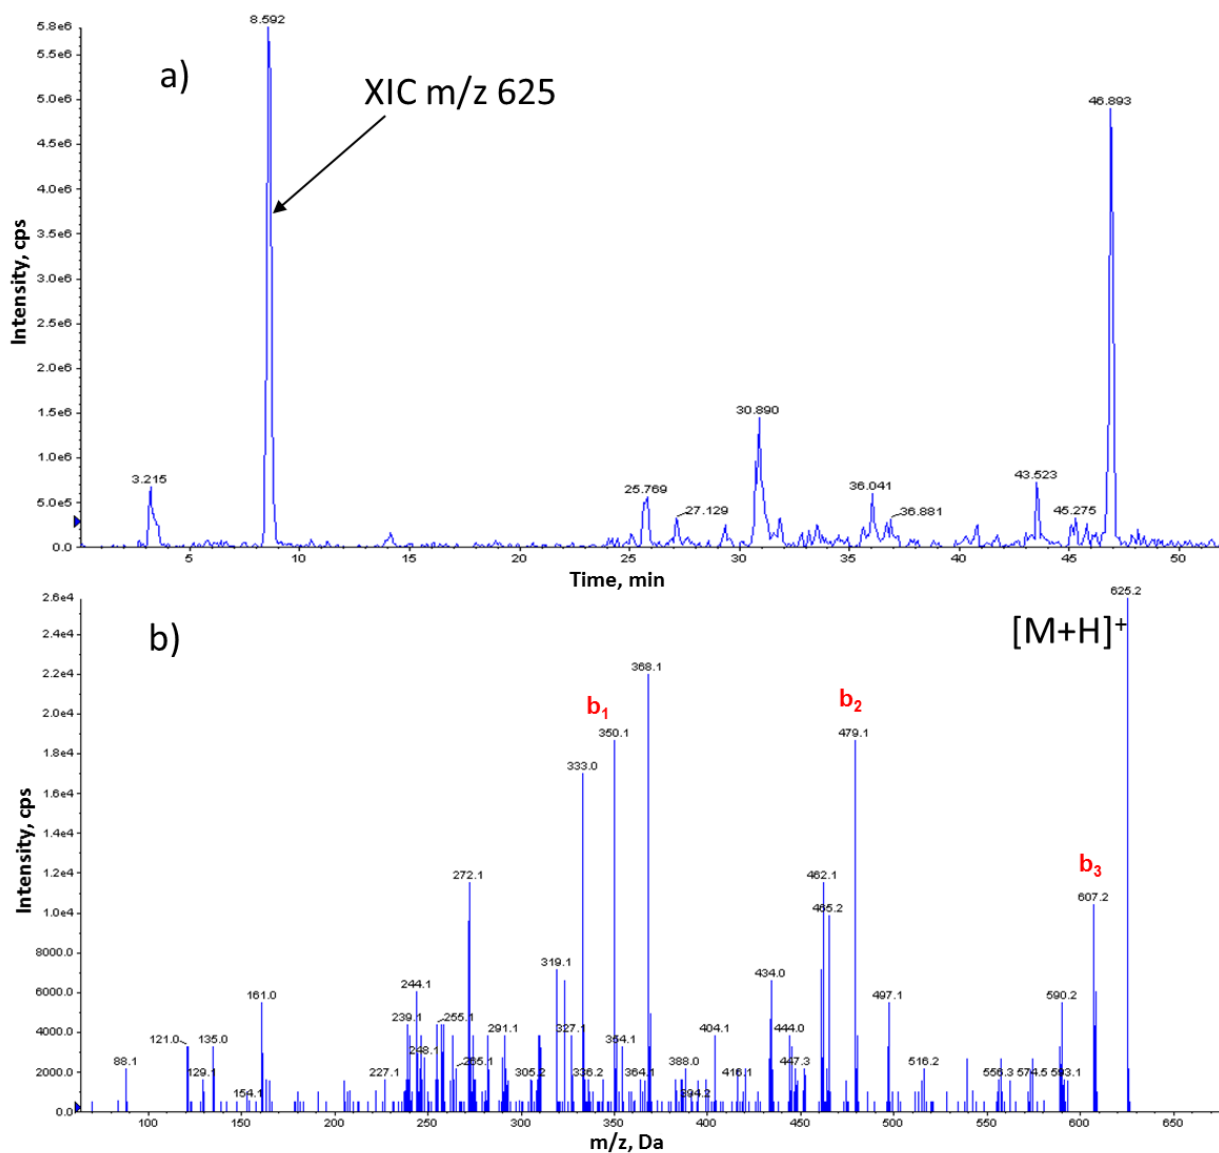 5.8e6
8.592
5.5e6
a)
XIC m/z 625
5.0e6
46.893
4.5e6
4.0e6
3.5e6
3.0e6
2.5e6
2.0e6
1.5e6
30.890
1.0e6
3.215
25.769
27.129
36.041
36.881
43.523
45.275
5.0e5
0.0
5 10 15 20 25 30 35 40 45 50
Intensity, cps
Time, min
2.6e4
625.2
b)
[M+H]+
2.4e4
2.2e4
368.1
b1
350.1
b2
479.1
2.0e4
1.8e4
333.0
1.6e4
1.4e4
b3
607.2
1.2e4
272.1
462.1
465.2
1.0e4
8000.0
319.1
434.0
6000.0
161.0
244.1
497.1
590.2
4000.0
239.1
255.1
291.1
327.1
404.1
444.0
121.0
135.0
248.1
354.1
447.3
2000.0
88.1
129.1
154.1
227.1
265.1
305.2
336.2
364.1
388.0
394.2
416.1
516.2
556.3
574.5
593.1
0.0
100 150 200 250 300 350 400 450 500 550 600 650
Intensity, cps
m/z, Da